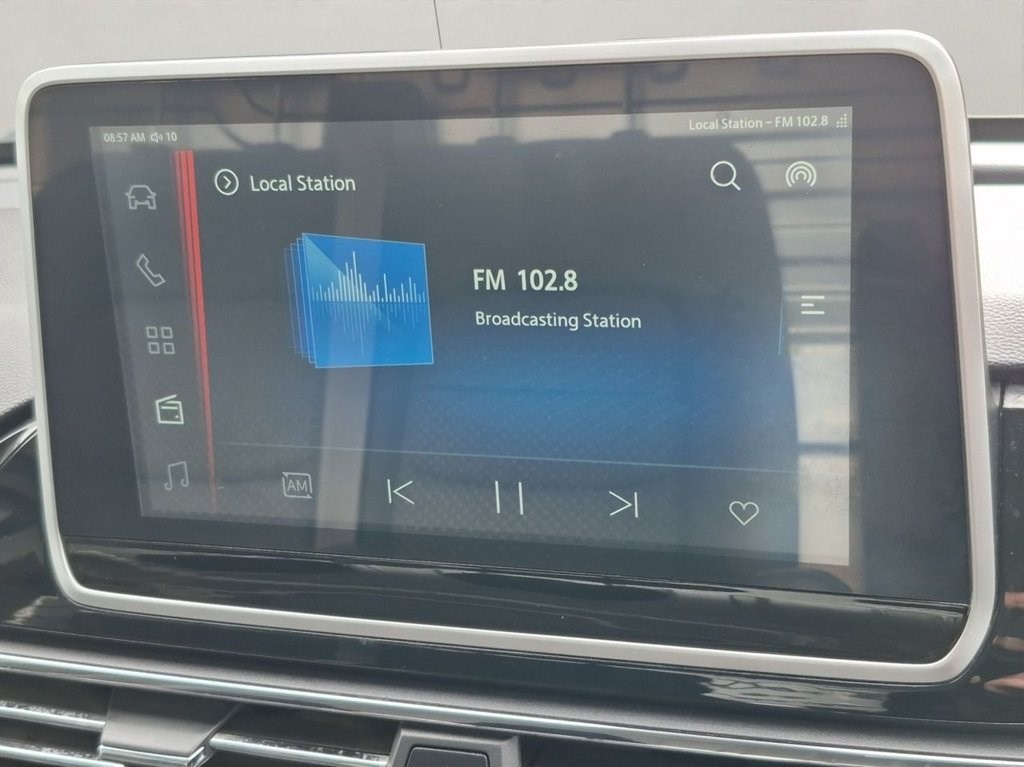 08:57 AM 10
Local Station – FM 102.8
Local Station
FM 102.8
Broadcasting Station
AM